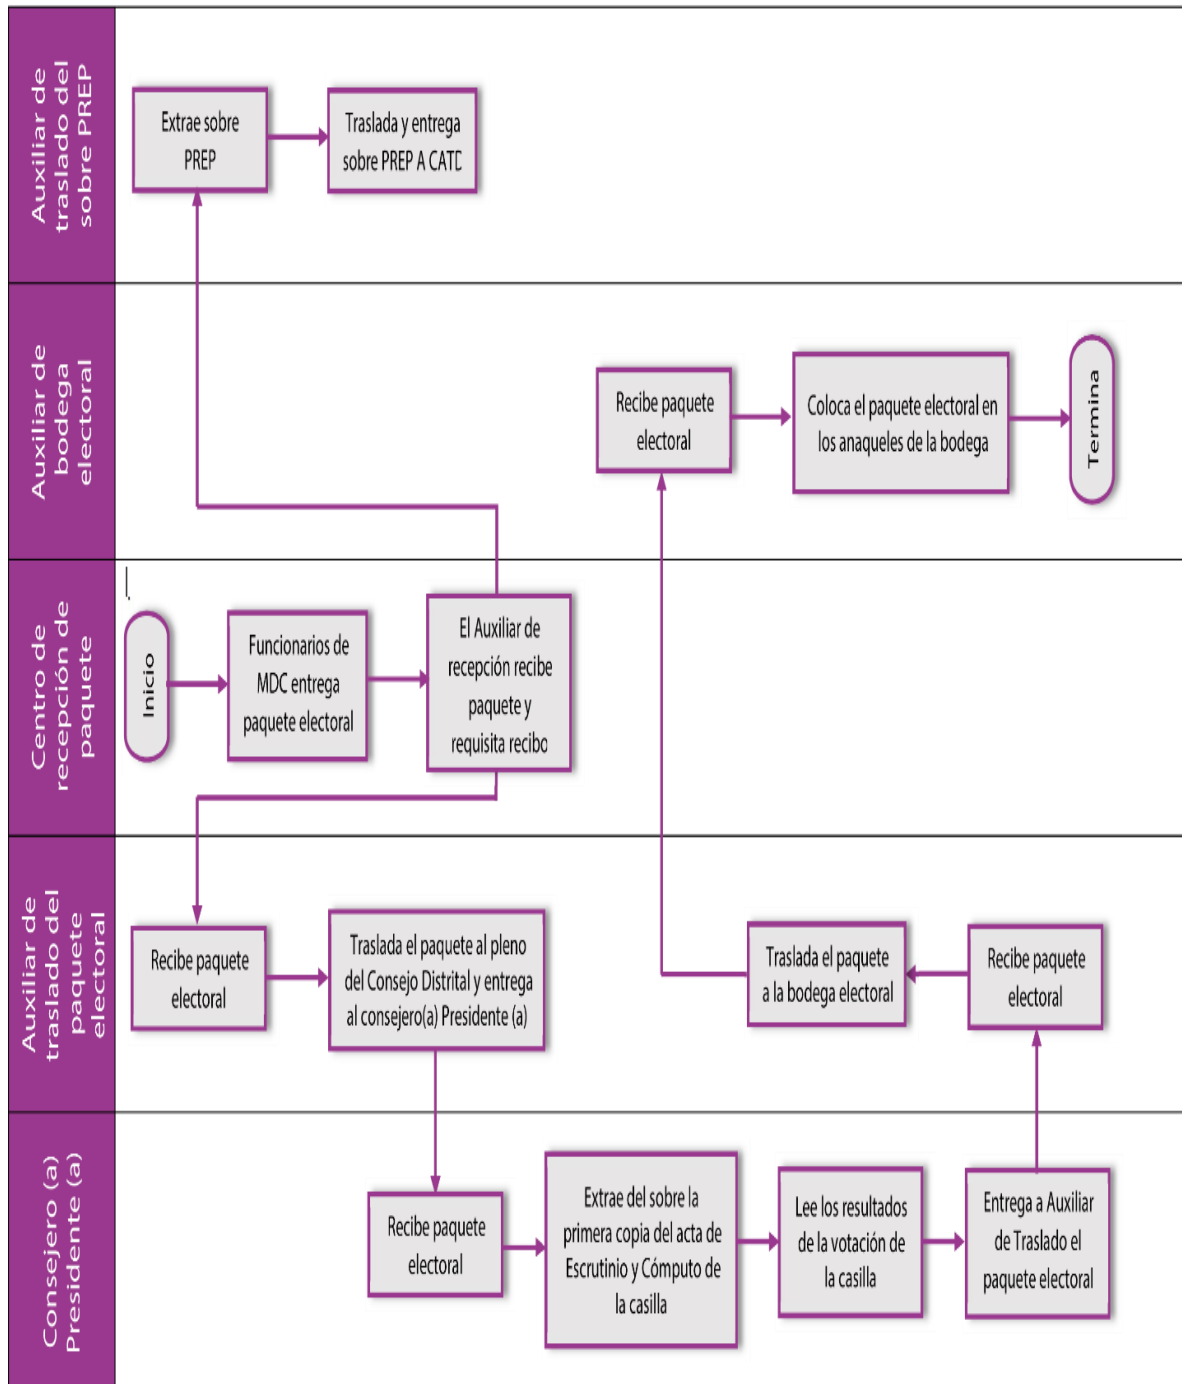 Auxiliar de
traslado del
sobre PREP
Extrae sobre
PREP
Traslada y entrega
sobre PREP A CATD
Auxiliar de
bodega
electoral
Recibe paquete
electoral
Coloca el paquete electoral en
los anaqueles de la bodega
Termina
Centro de
recepción de
paquete
Inicio
Funcionarios de
MDC entrega
paquete electoral
El Auxiliar de
recepción recibe
paquete y
requisita recibo
Auxiliar de
traslado del
paquete
electoral
Recibe paquete
electoral
Traslada el paquete al pleno
del Consejo Distrital y entrega
al consejero(a) Presidente (a)
Traslada el paquete
a la bodega electoral
Recibe paquete
electoral
Consejero (a)
Presidente (a)
Recibe paquete
electoral
Extrae del sobre la
primera copia del acta de
Escrutinio y Cómputo de
la casilla
Lee los resultados
de la votación de
la casilla
Entrega a Auxiliar
de Traslado el
paquete electoral